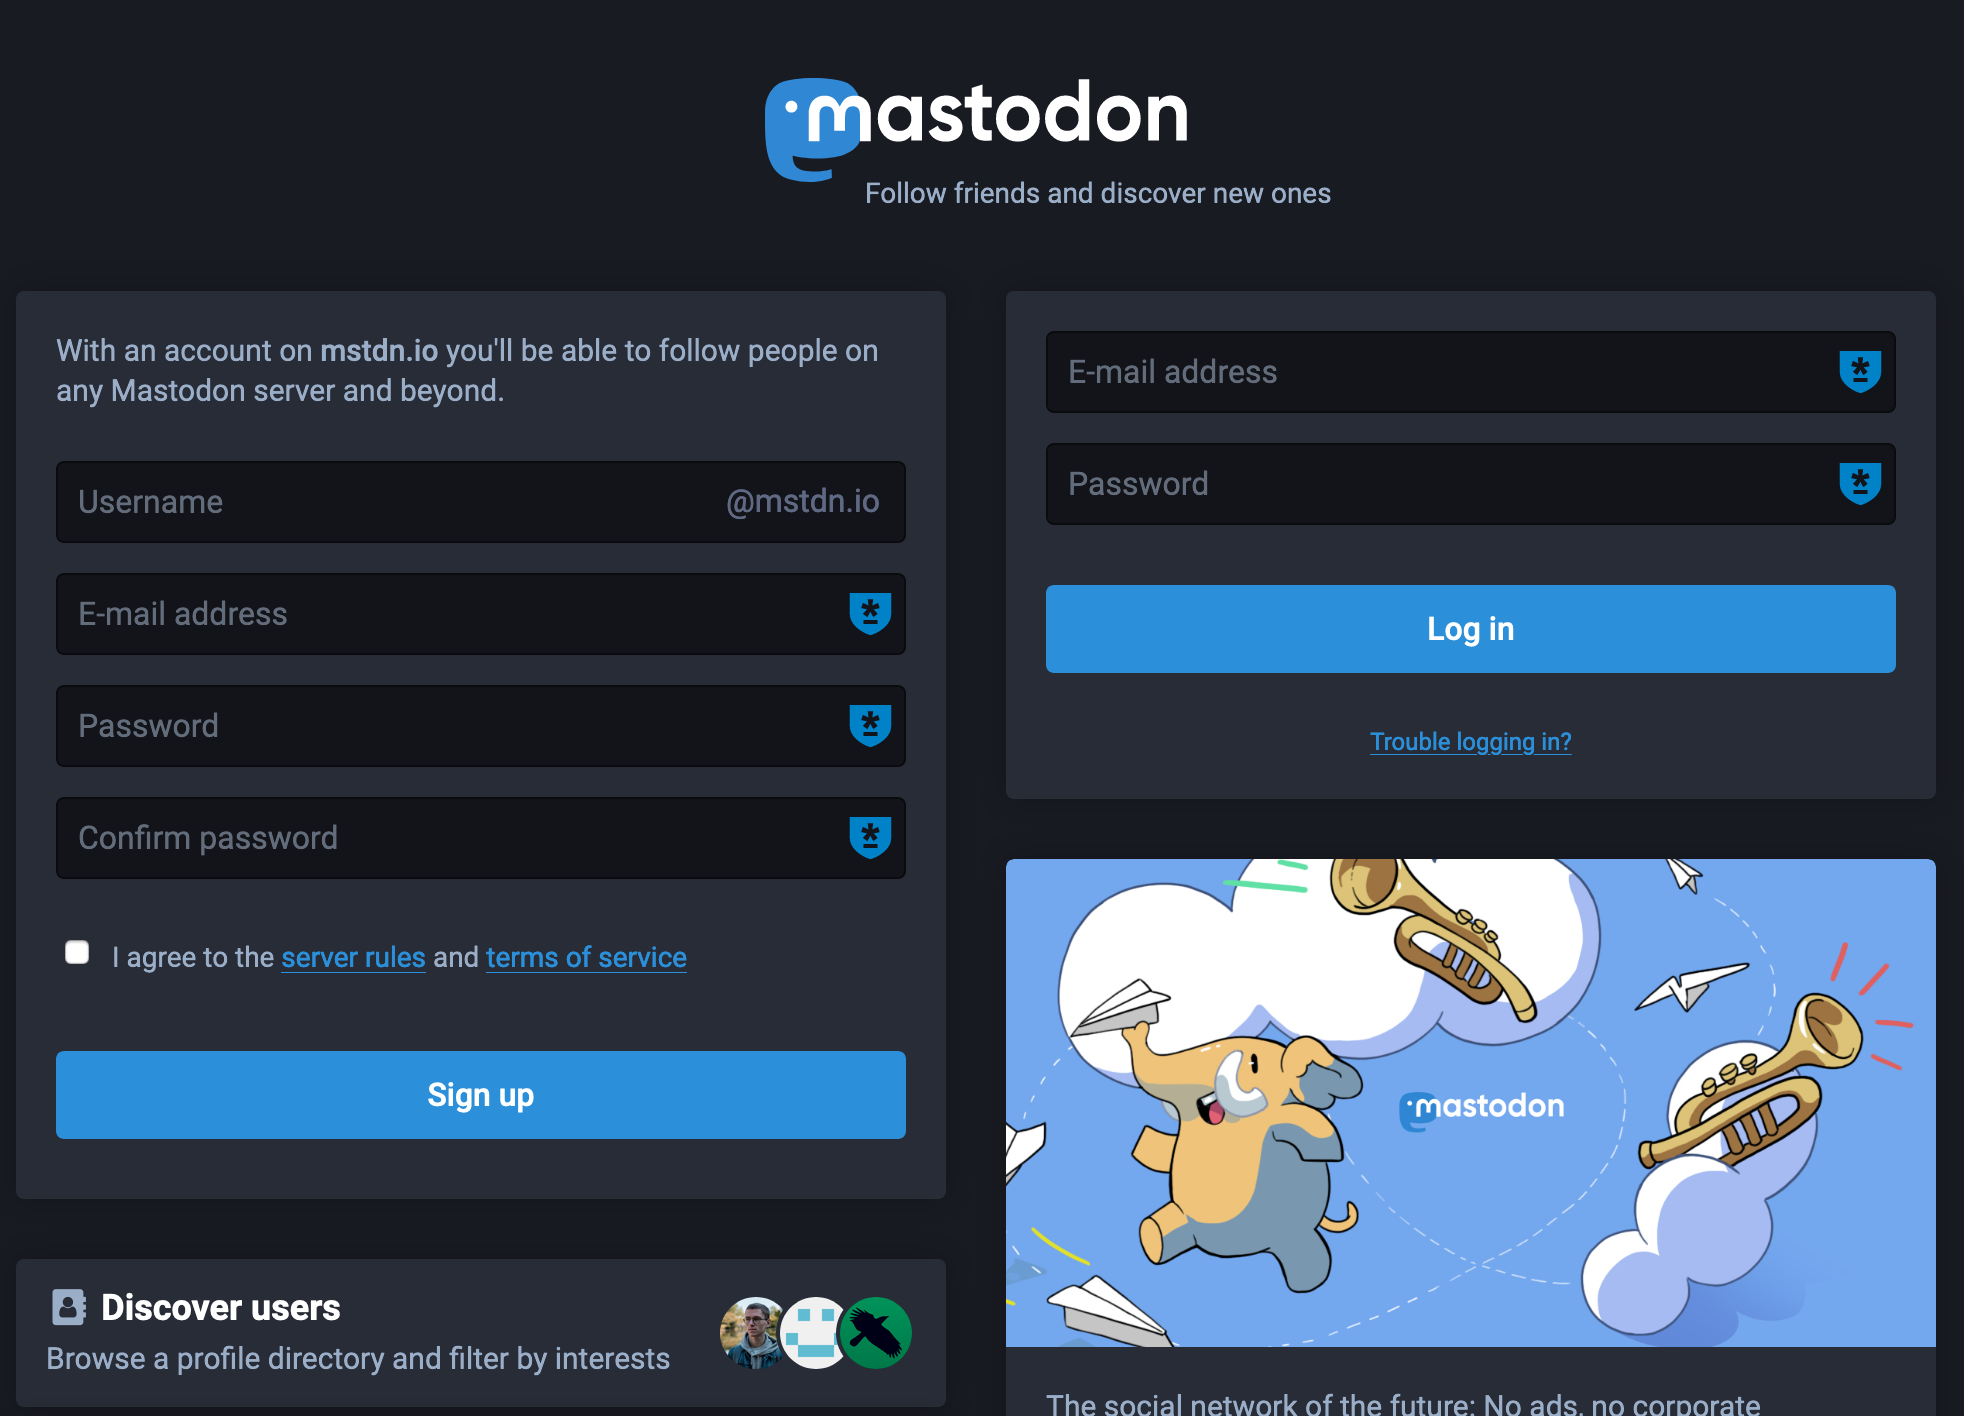 mastodon
Follow friends and discover new ones
With an account on mstdn.io you'll be able to follow people on
any Mastodon server and beyond.
Username @mstdn.io
E-mail address
Password
Confirm password
I agree to the server rules and terms of service
Sign up
Discover users
Browse a profile directory and filter by interests
E-mail address
Password
Log in
Trouble logging in?
mastodon
The social network of the future: No ads, no corporate